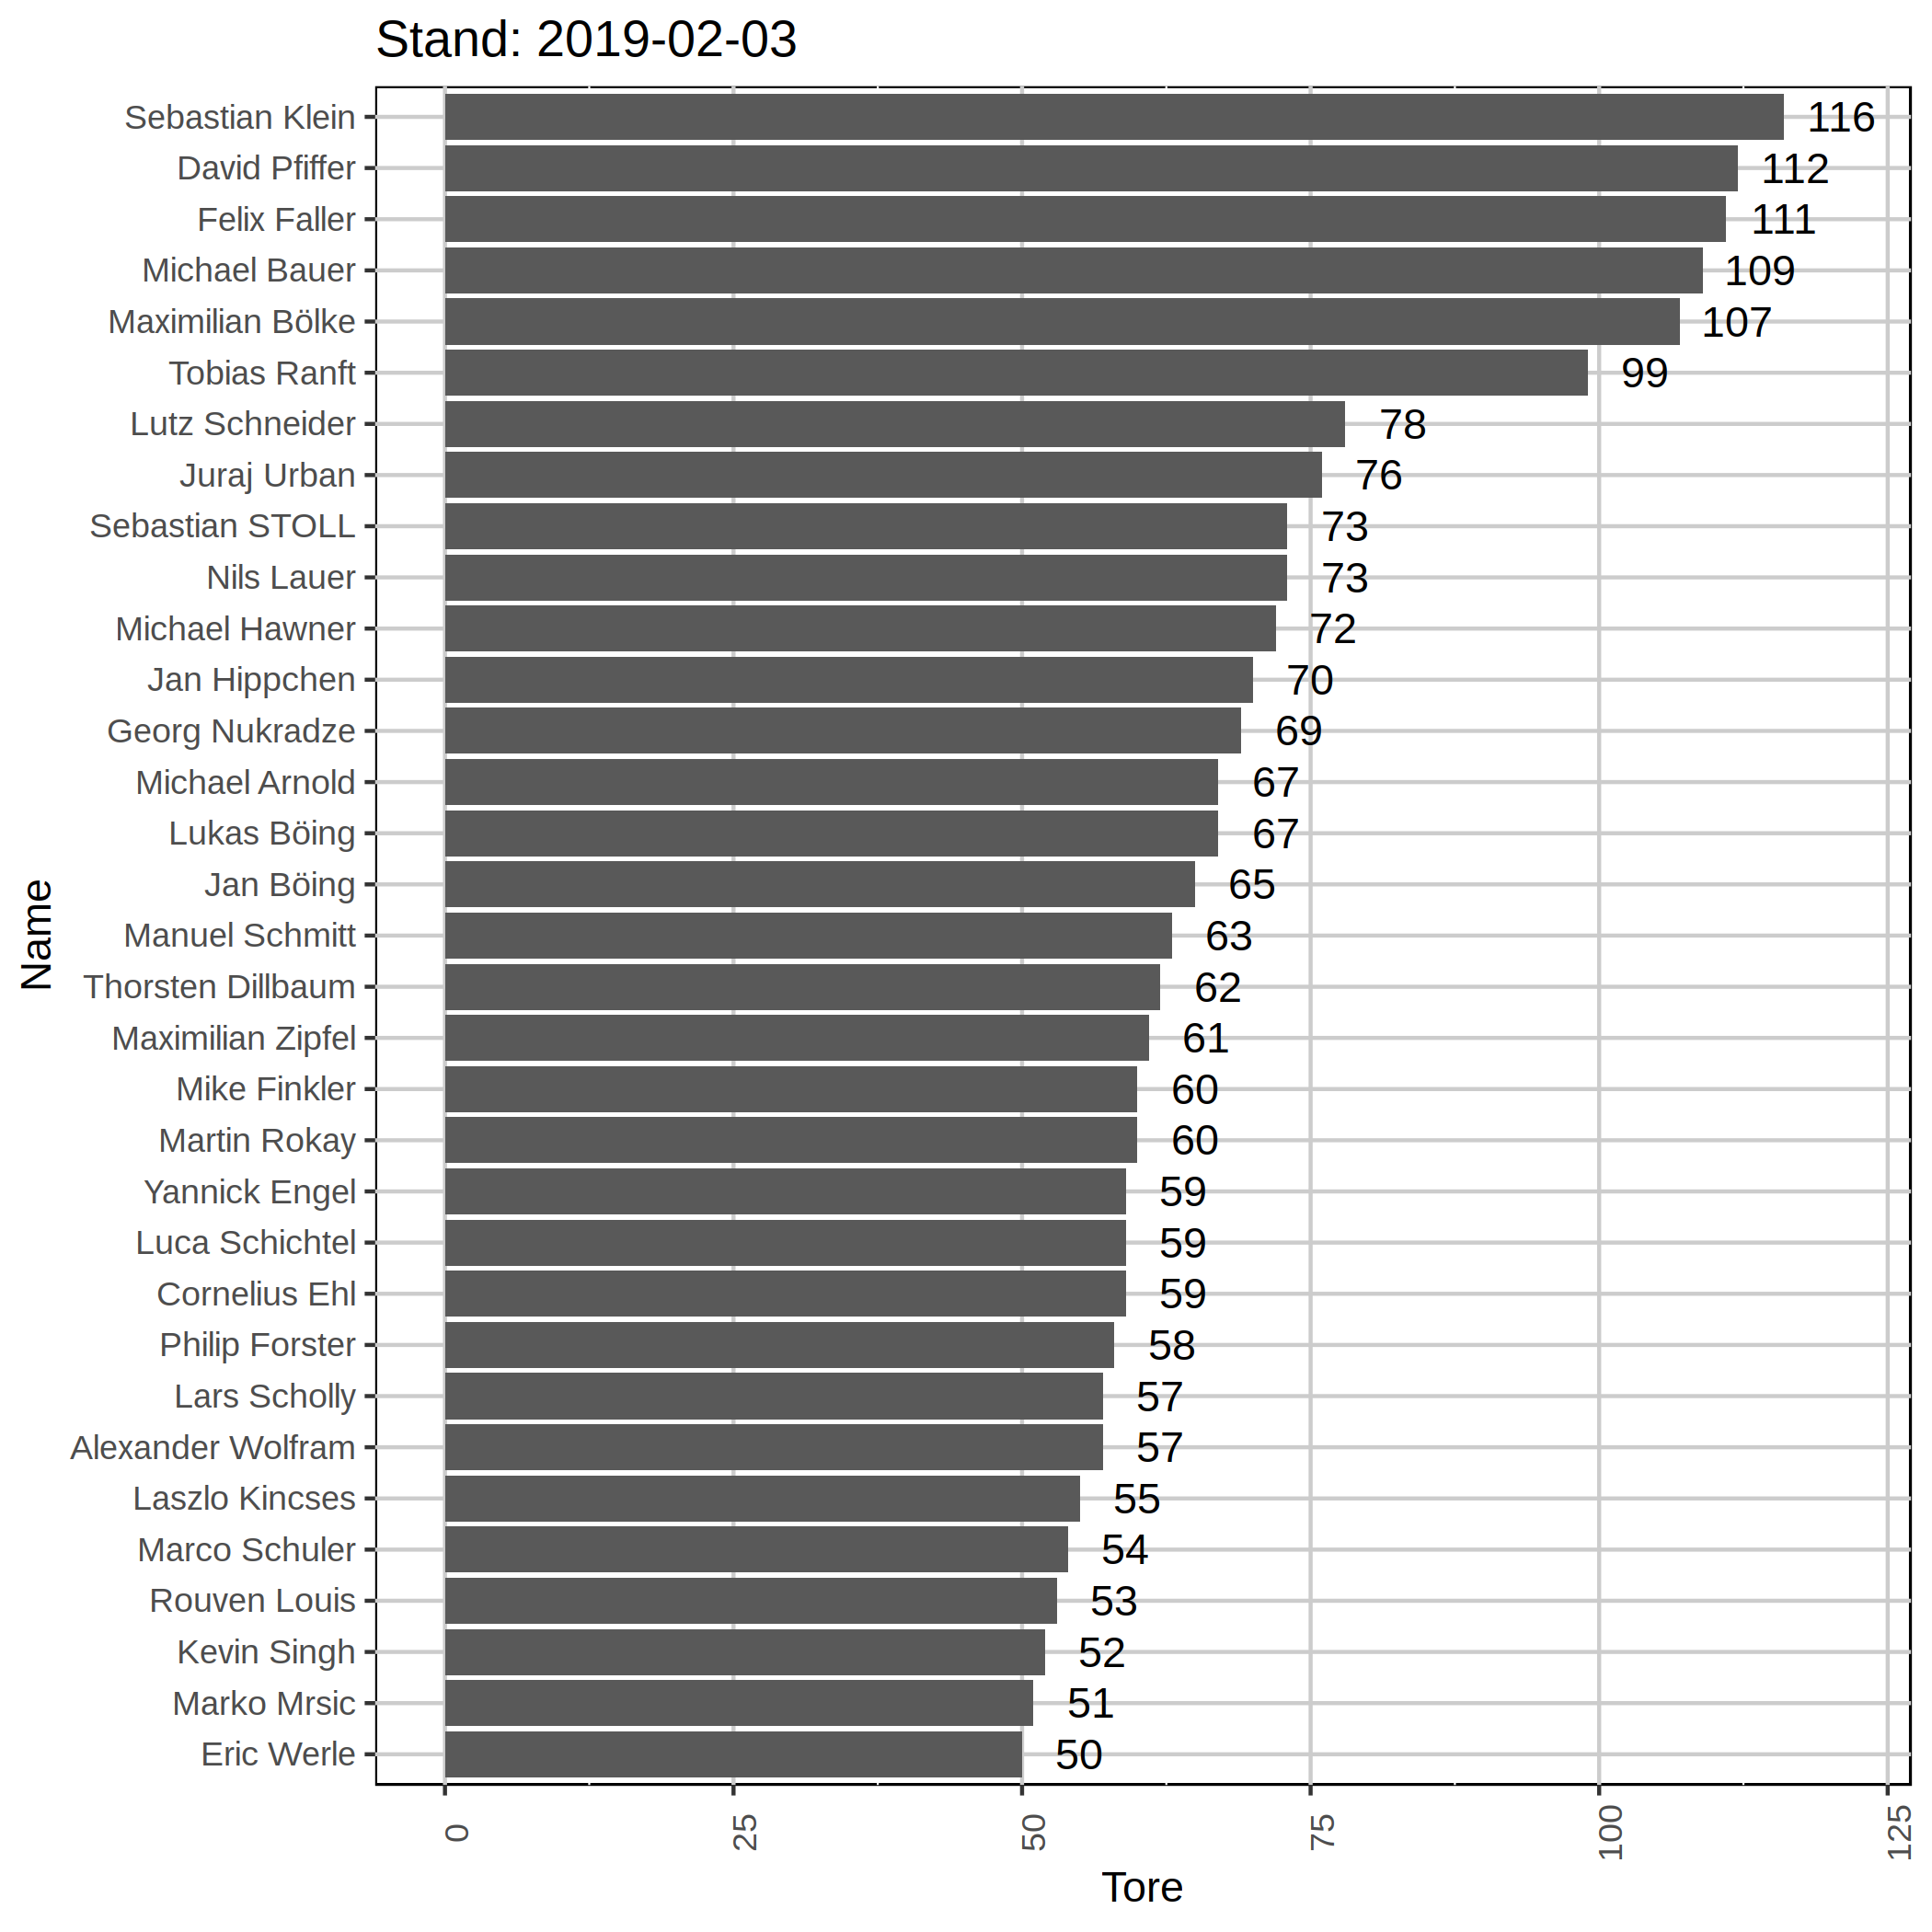 Stand: 2019-02-03
Sebastian Klein 116
David Pfiffer 112
Felix Faller 111
Michael Bauer 109
Maximilian Bölke 107
Tobias Ranft 99
Lutz Schneider 78
Juraj Urban 76
Sebastian STOLL 73
Nils Lauer 73
Michael Hawner 72
Jan Hippchen 70
Georg Nukradze 69
Michael Arnold 67
Lukas Böing 67
Jan Böing 65
Manuel Schmitt 63
Thorsten Dillbaum 62
Maximilian Zipfel 61
Mike Finkler 60
Martin Rokay 60
Yannick Engel 59
Luca Schichtel 59
Cornelius Ehl 59
Philip Forster 58
Lars Scholly 57
Alexander Wolfram 57
Laszlo Kincses 55
Marco Schuler 54
Rouven Louis 53
Kevin Singh 52
Marko Mrsic 51
Eric Werle 50
Name
0 25 50 75 100 125
Tore